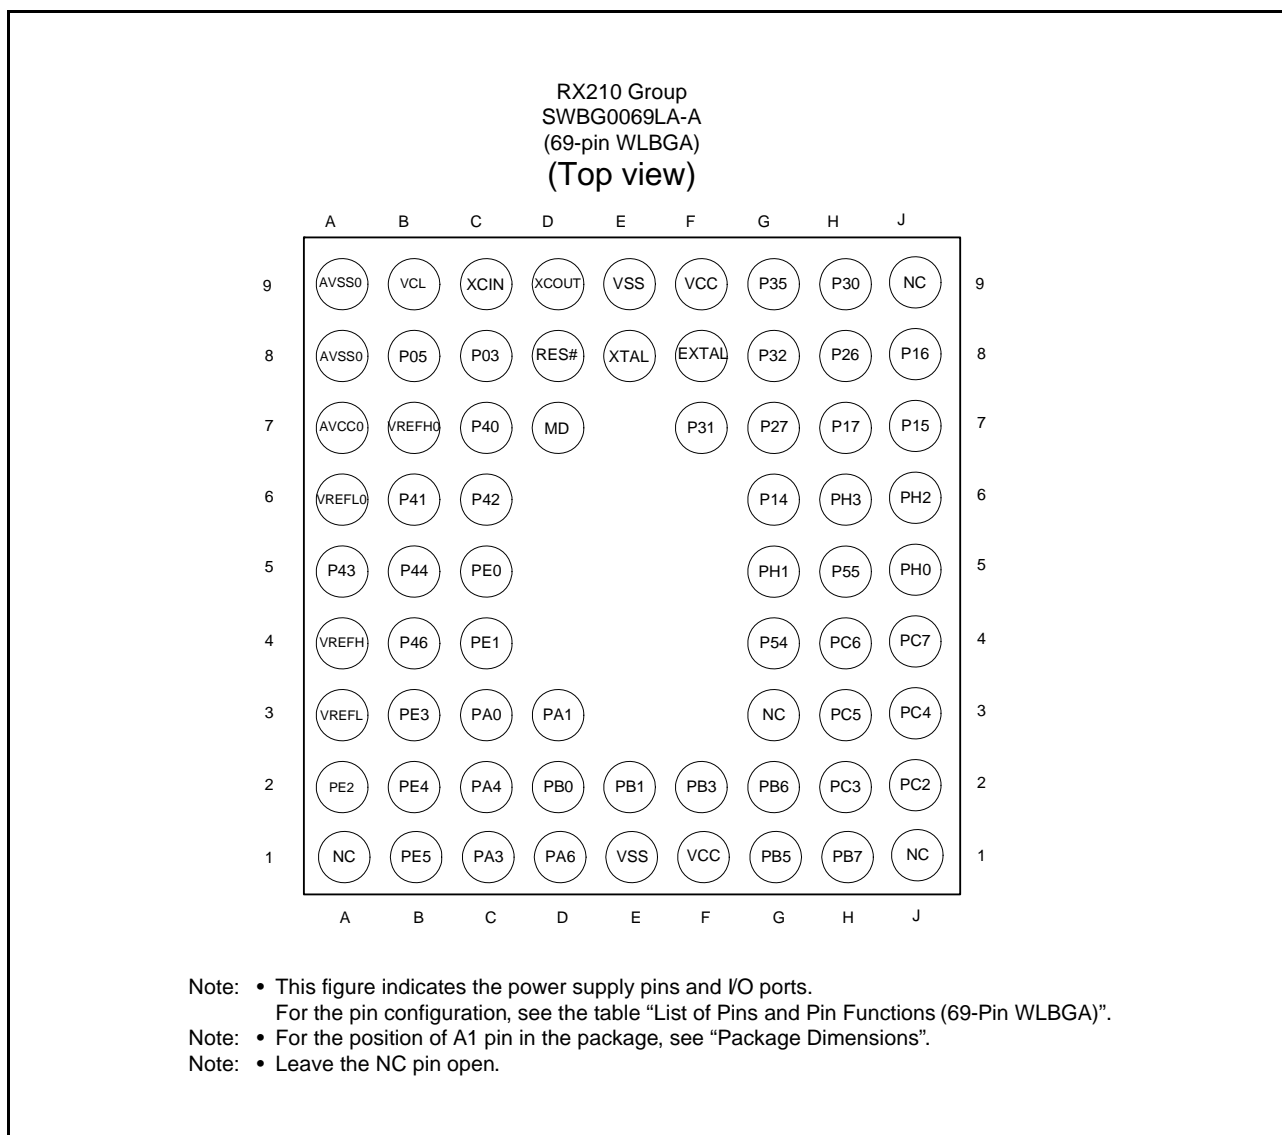 RX210 Group
SWBG0069LA-A
(69-pin WLBGA)
(Top view)
A B C D E F G H J
9 AVSS0 VCL XCIN XCOUT VSS VCC P35 P30 NC 9
8 AVSS0 P05 P03 RES# XTAL EXTAL P32 P26 P16 8
7 AVCC0 VREFH0 P40 MD P31 P27 P17 P15 7
6 VREFL0 P41 P42 P14 PH3 PH2 6
5 P43 P44 PE0 PH1 P55 PH0 5
4 VREFH P46 PE1 P54 PC6 PC7 4
3 VREFL PE3 PA0 PA1 NC PC5 PC4 3
2 PE2 PE4 PA4 PB0 PB1 PB3 PB6 PC3 PC2 2
1 NC PE5 PA3 PA6 VSS VCC PB5 PB7 NC 1
A B C D E F G H J
Note: • This figure indicates the power supply pins and I/O ports.
For the pin configuration, see the table “List of Pins and Pin Functions (69-Pin WLBGA)”.
Note: • For the position of A1 pin in the package, see “Package Dimensions”.
Note: • Leave the NC pin open.